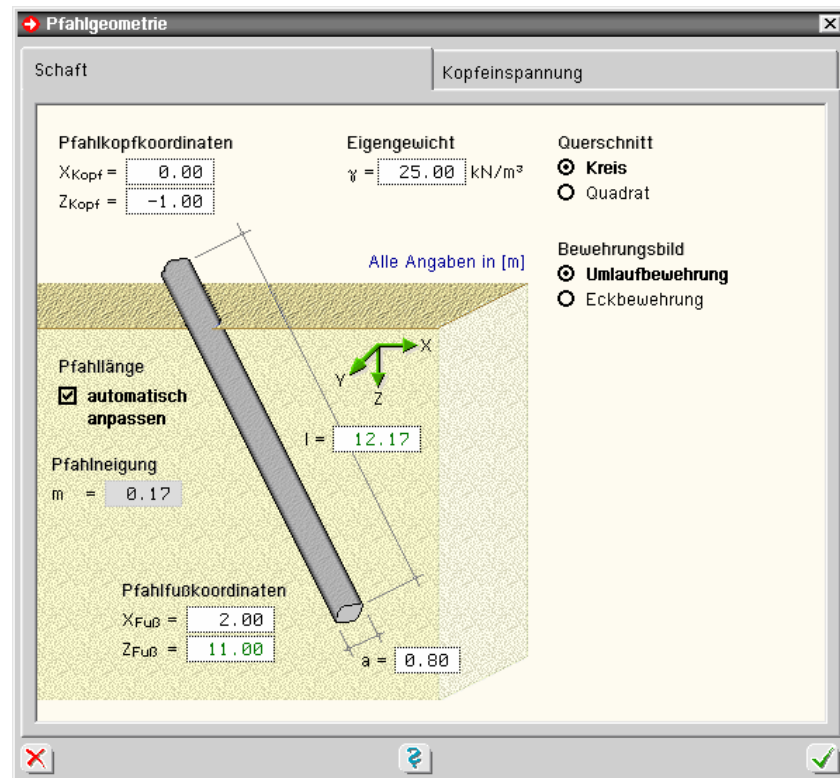 Pfahlgeometrie
Schaft
Kopfeinspannung
Pfahlkopfkoordinaten
XKopf = 0.00
ZKopf = -1.00
Eigengewicht
γ = 25.00 kN/m³
Querschnitt
Kreis
Quadrat
Alle Angaben in [m]
Bewehrungsbild
Umlaufbewehrung
Eckbewehrung
X
Y
Z
Pfahllänge
automatisch
anpassen
l = 12.17
Pfahlneigung
m = 0.17
Pfahlfußkoordinaten
XFuß = 2.00
ZFuß = 11.00
a = 0.80